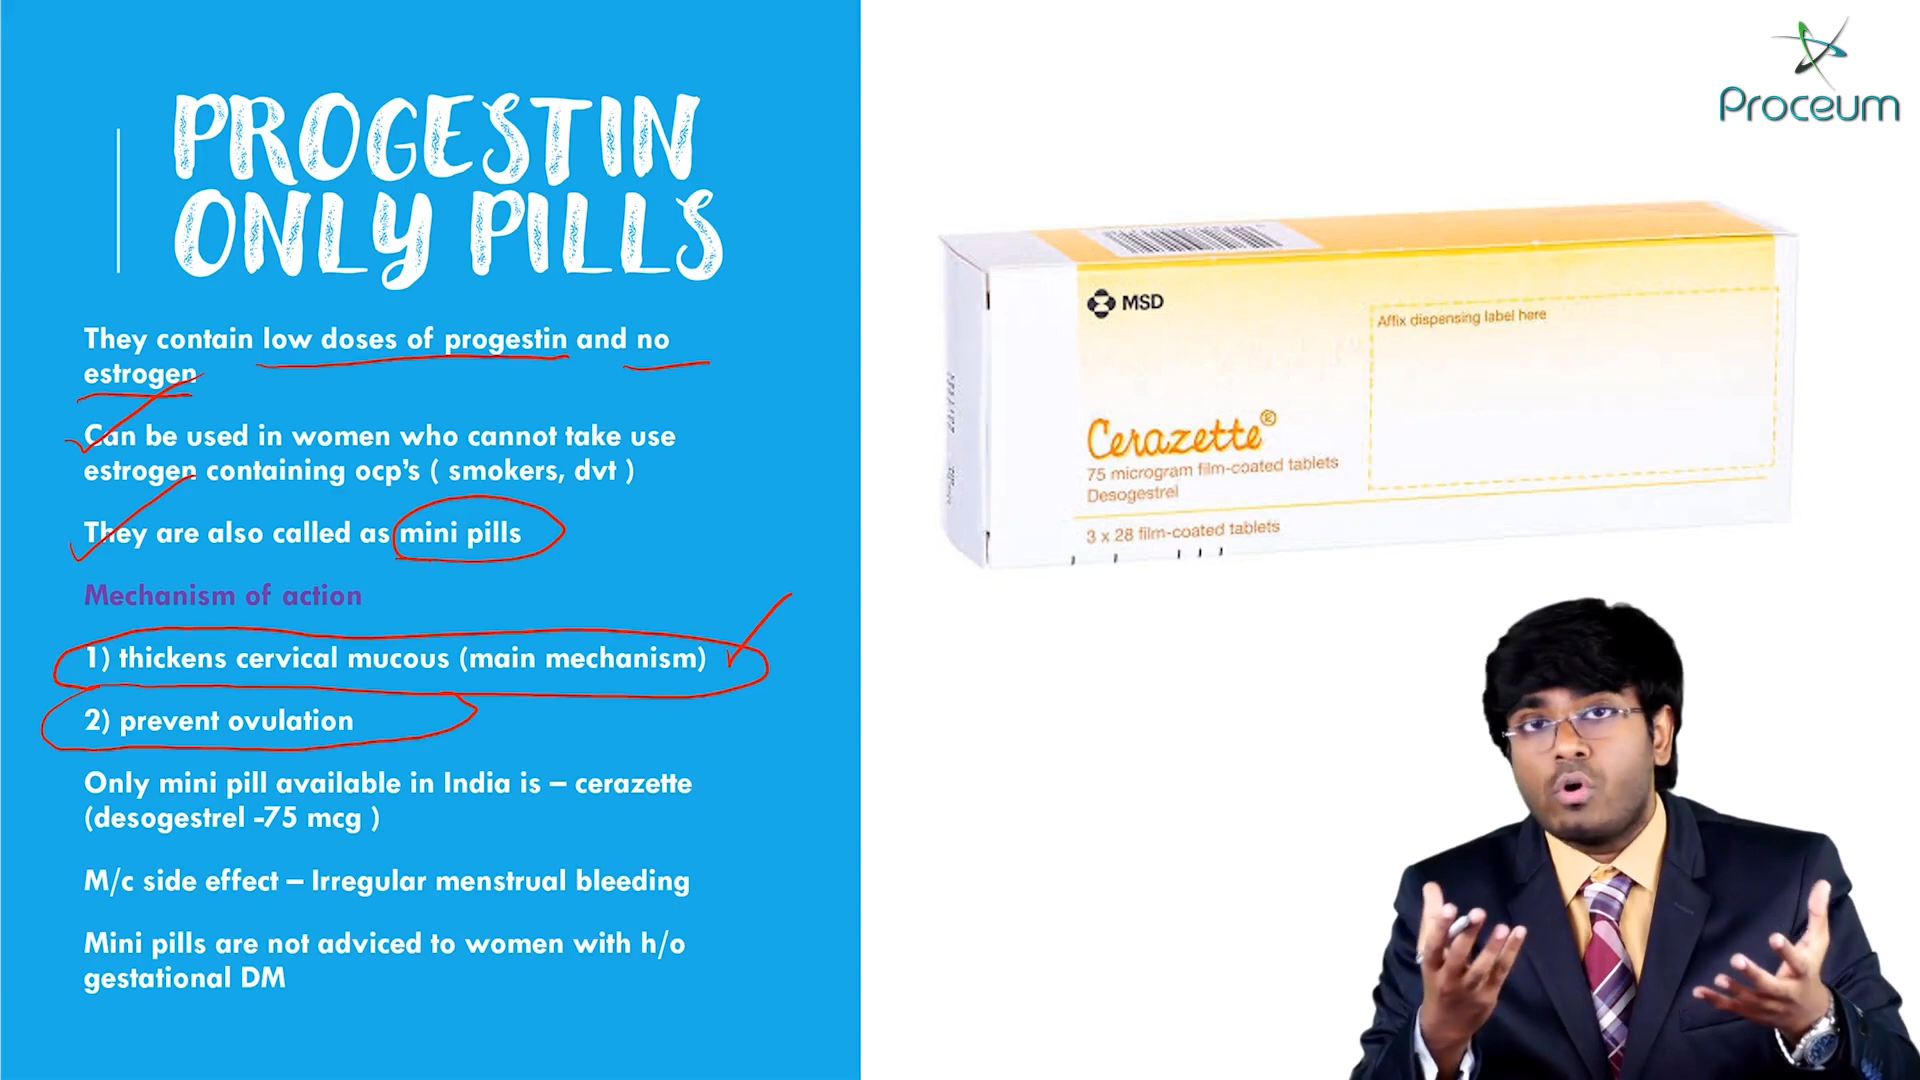 PROGESTIN
ONLY PILLS
They contain low doses of progestin and no
estrogen
Can be used in women who cannot take use
estrogen containing ocp's ( smokers, dvt )
They are also called as mini pills
Mechanism of action
1) thickens cervical mucous (main mechanism)
2) prevent ovulation
Only mini pill available in India is – cerazette
(desogestrel -75 mcg )
M/c side effect – Irregular menstrual bleeding
Mini pills are not adviced to women with h/o
gestational DM
Proceum
MSD
Affix dispensing label here
Cerazette®
75 microgram film-coated tablets
Desogestrel
3 x 28 film-coated tablets